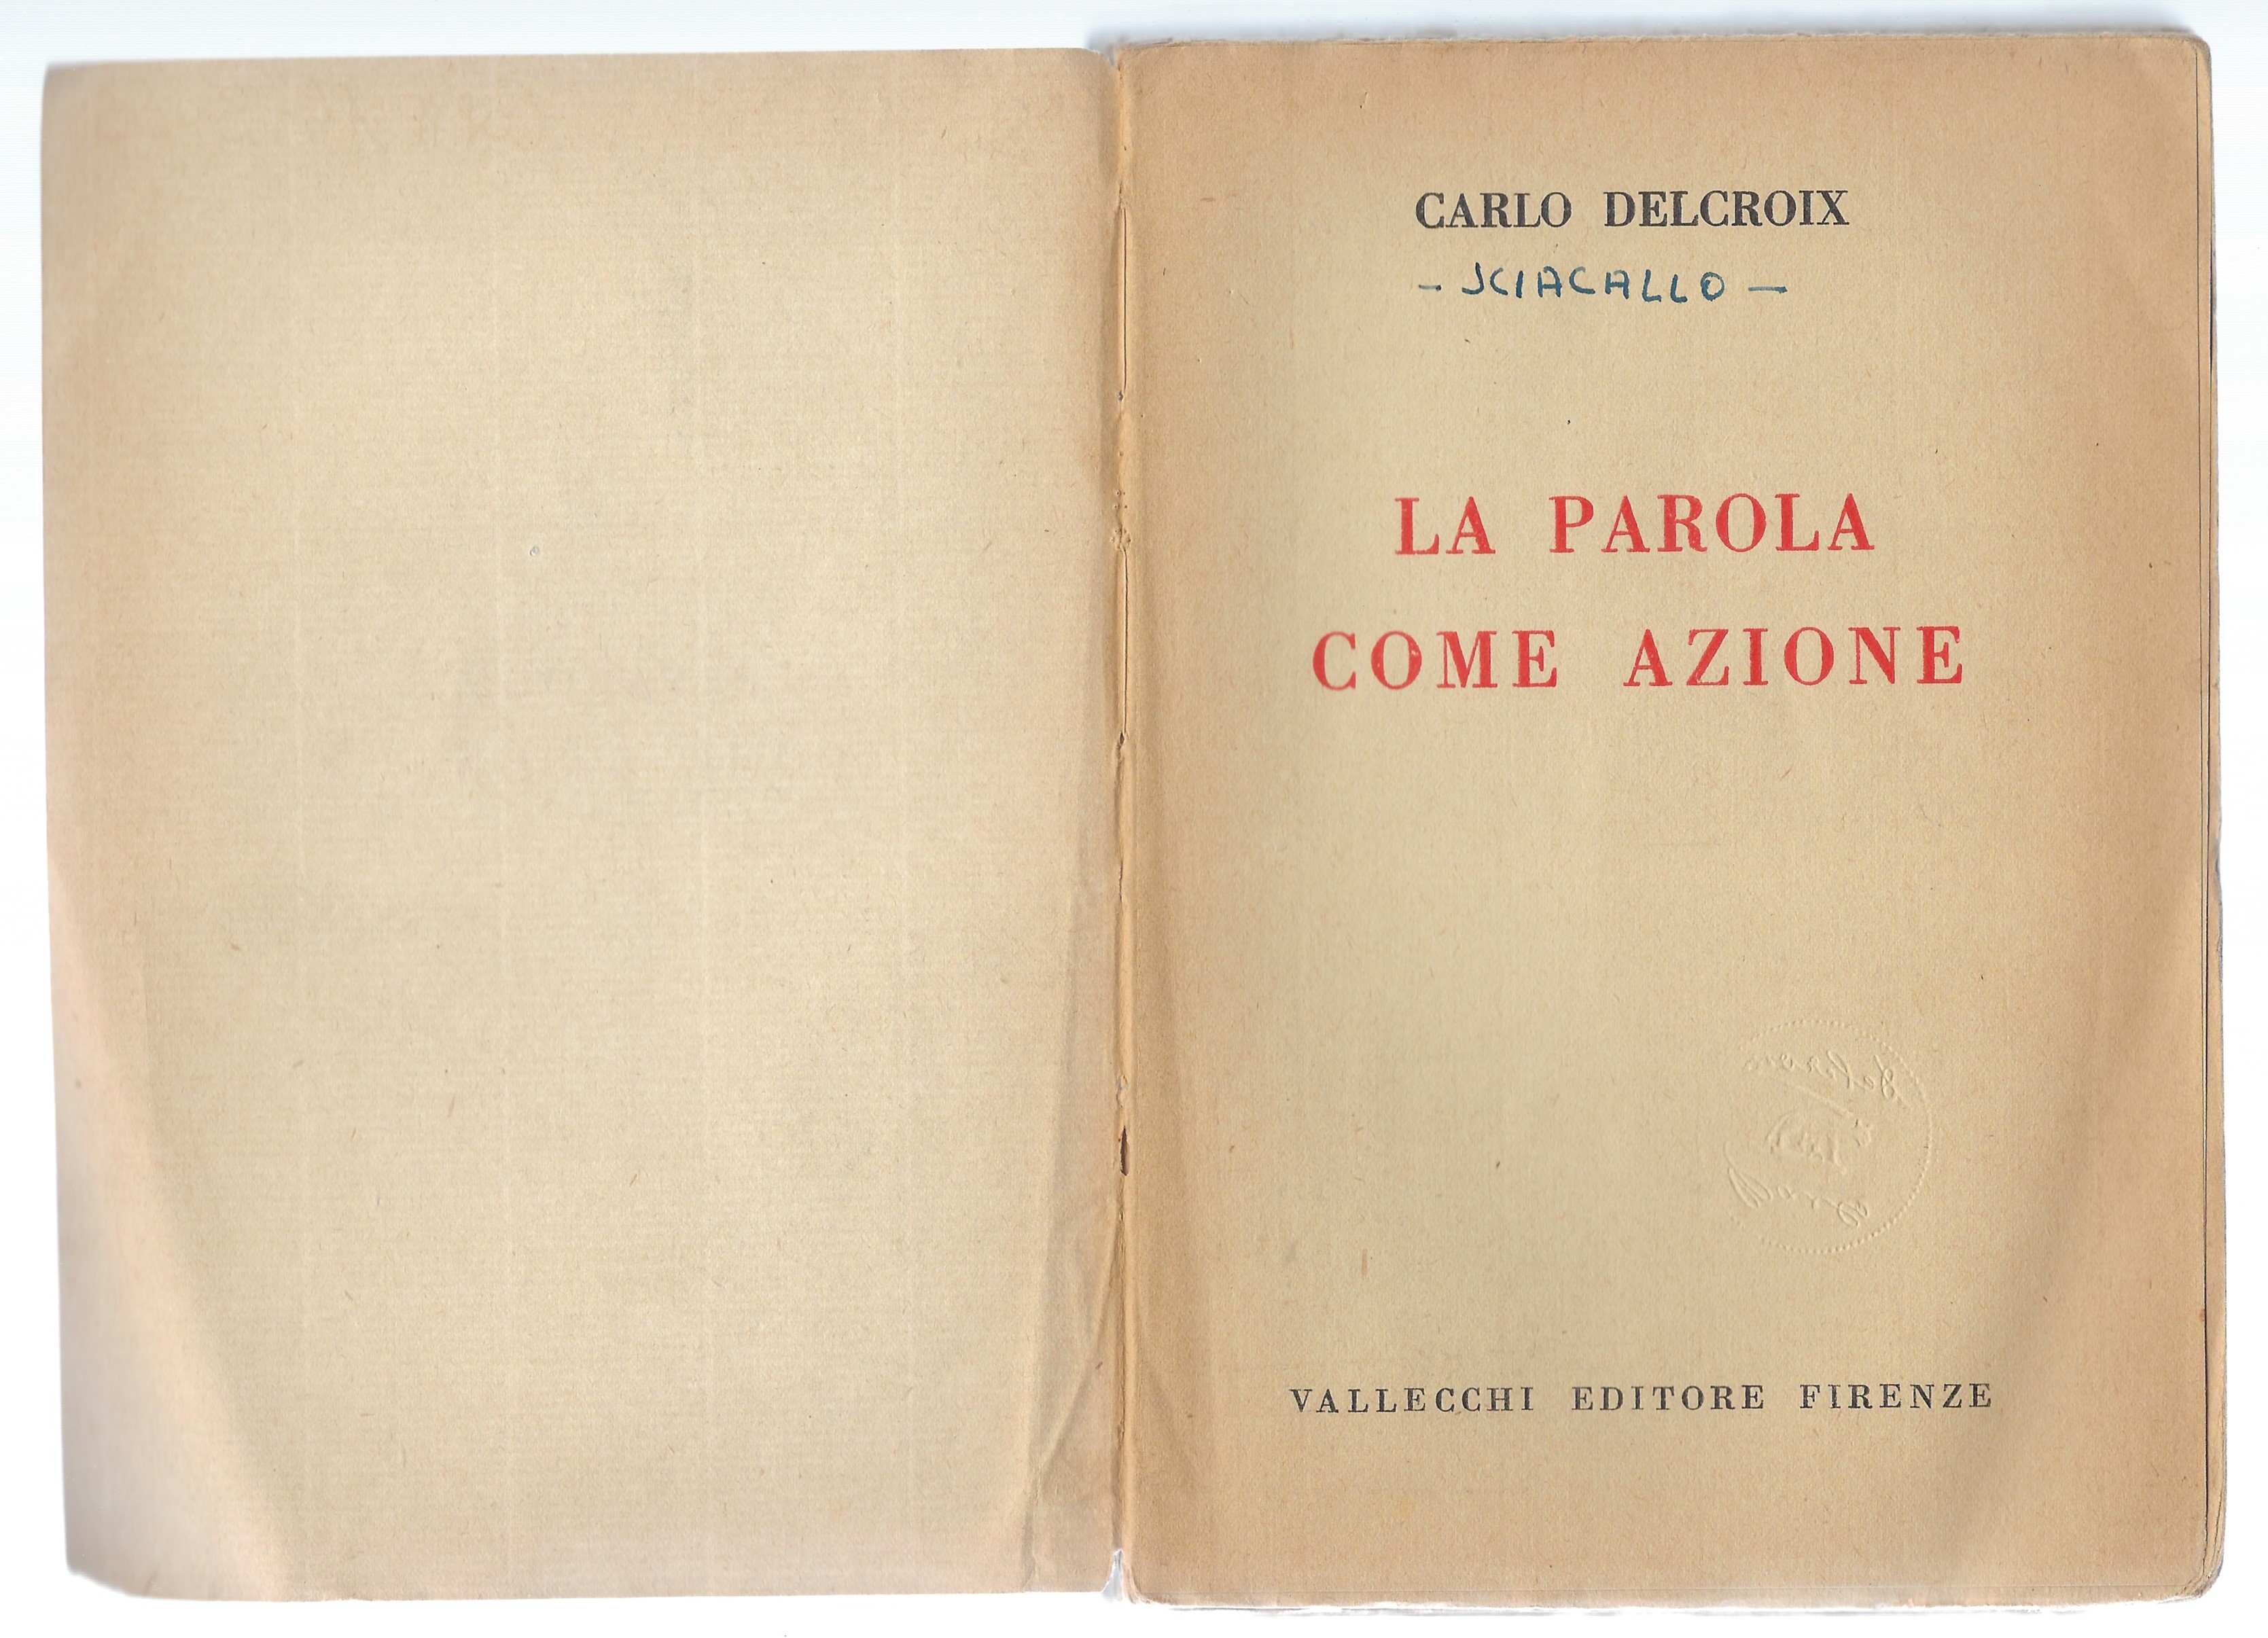 CARLO DELCROIX
- SCIACALLO -
LA PAROLA
COME AZIONE
VALLECCHI EDITORE FIRENZE